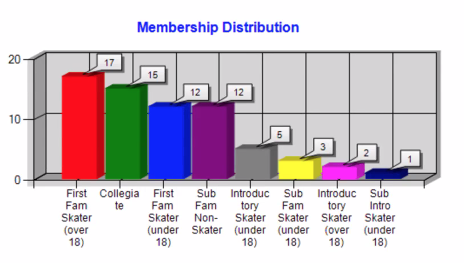 Membership Distribution
20
10
0
17
15
12
12
5
3
2
1
First
Fam
Skater
(over
18)
Collegia
te
First
Fam
Skater
(under
18)
Sub
Fam
Non-
Skater
Introduc
tory
Skater
(under
18)
Sub
Fam
Skater
(under
18)
Introduc
tory
Skater
(over
18)
Sub
Intro
Skater
(under
18)